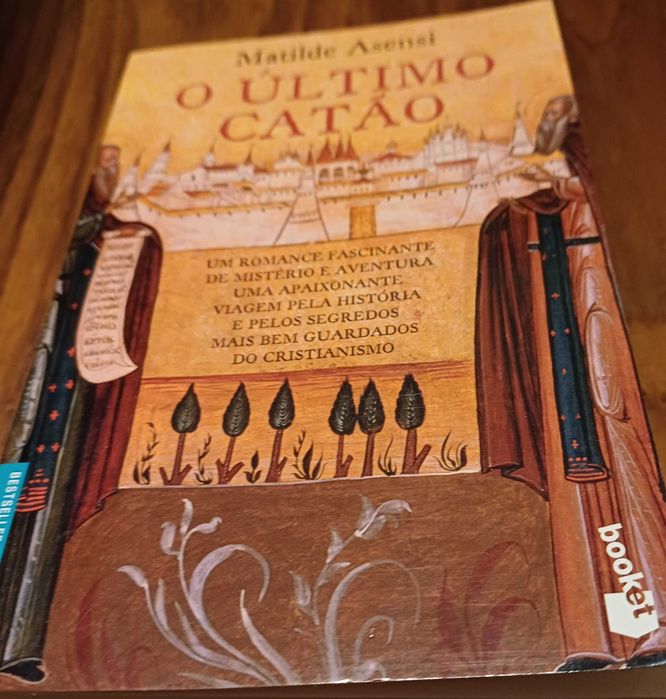 Matilde Asensi
O ÚLTIMO
CATÃO
UM ROMANCE FASCINANTE
DE MISTÉRIO E AVENTURA
UMA APAIXONANTE
VIAGEM PELA HISTÓRIA
E PELOS SEGREDOS
MAIS BEM GUARDADOS
DO CRISTIANISMO
BESTSELLER
booket